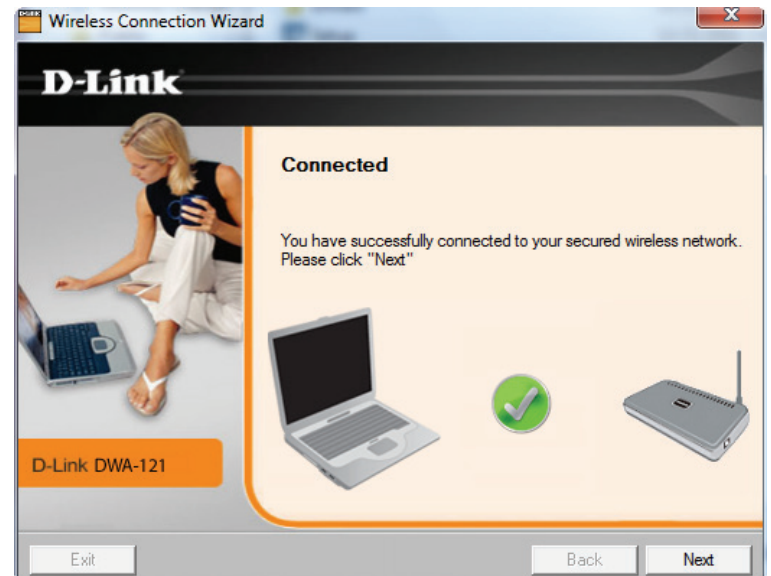 Wireless Connection Wizard
D-Link
Connected
You have successfully connected to your secured wireless network.
Please click "Next"
D-Link DWA-121
Exit
Back
Next